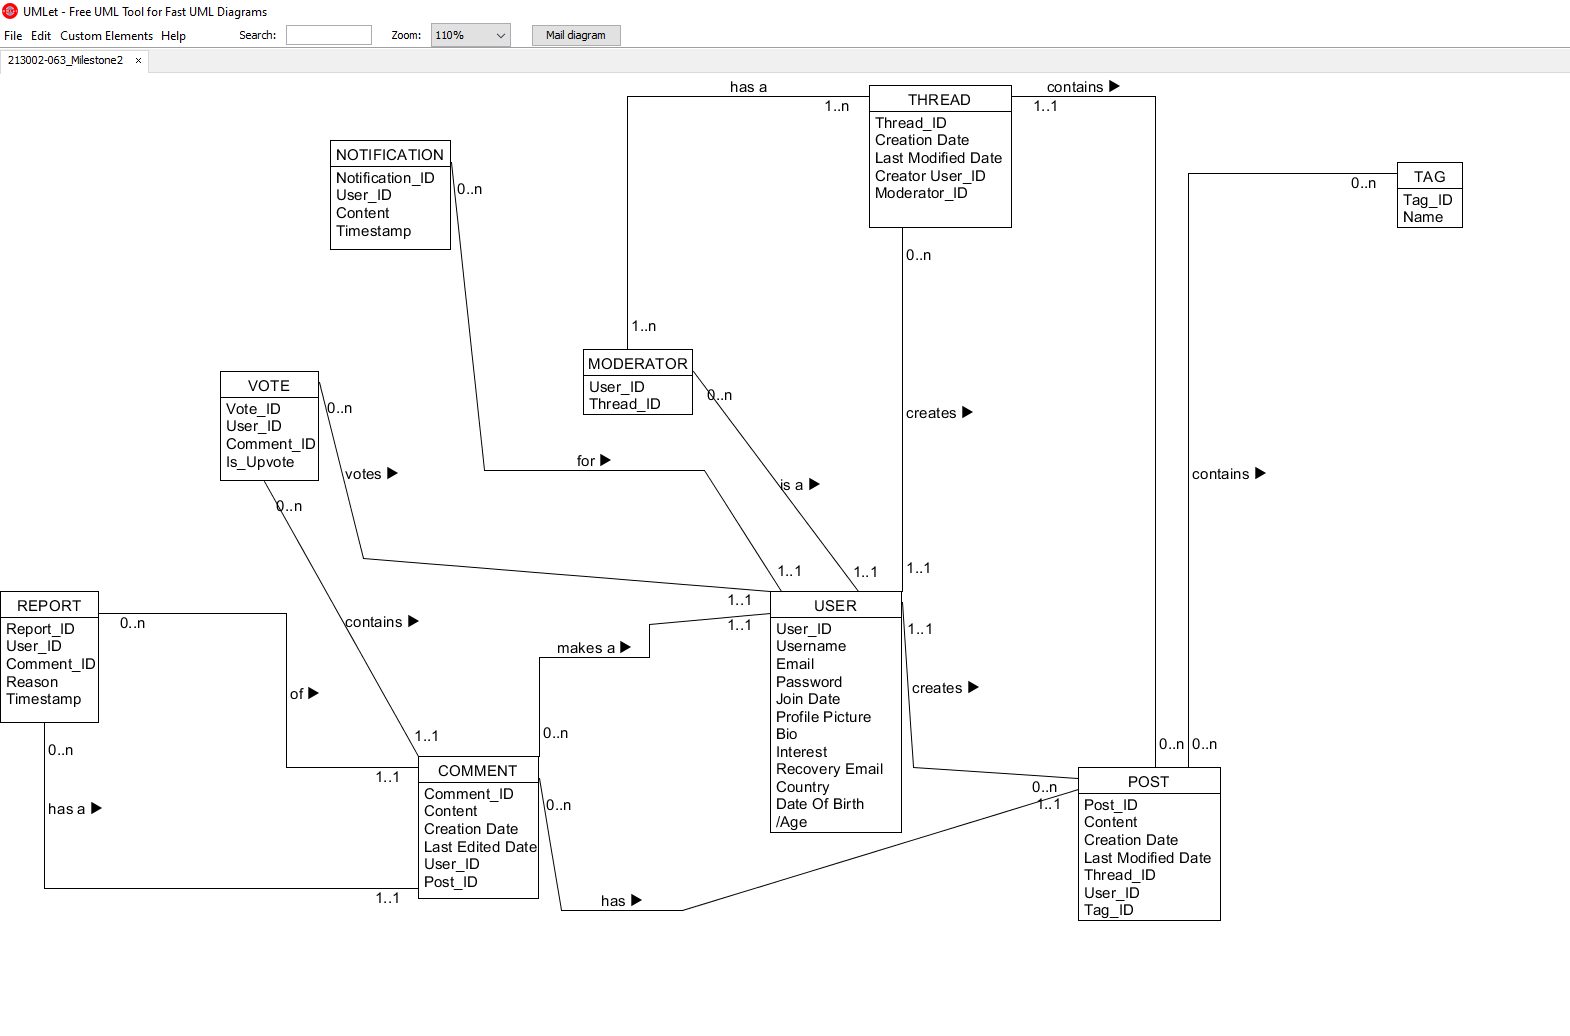 UMLet - Free UML Tool for Fast UML Diagrams
File Edit Custom Elements Help Search: Zoom: 110% Mail diagram
213002-063_Milestone2 ×
has a
1..n
THREAD
Thread_ID
Creation Date
Last Modified Date
Creator User_ID
Moderator_ID
contains ▶
1..1
NOTIFICATION
Notification_ID
User_ID
Content
Timestamp
0..n
TAG
Tag_ID
Name
0..n
0..n
1..n
MODERATOR
User_ID
Thread_ID
0..n
VOTE
Vote_ID
User_ID
Comment_ID
Is_Upvote
0..n
votes ▶
for ▶
is a ▶
creates ▶
contains ▶
0..n
1..1
1..1
1..1
1..1
1..1
REPORT
Report_ID
User_ID
Comment_ID
Reason
Timestamp
0..n
contains ▶
of ▶
makes a ▶
USER
User_ID
Username
Email
Password
Join Date
Profile Picture
Bio
Interest
Recovery Email
Country
Date Of Birth
/Age
1..1
creates ▶
0..n
has a ▶
1..1
0..n
1..1
1..1
COMMENT
Comment_ID
Content
Creation Date
Last Edited Date
User_ID
Post_ID
0..n
has ▶
0..n
0..n
0..n
1..1
POST
Post_ID
Content
Creation Date
Last Modified Date
Thread_ID
User_ID
Tag_ID